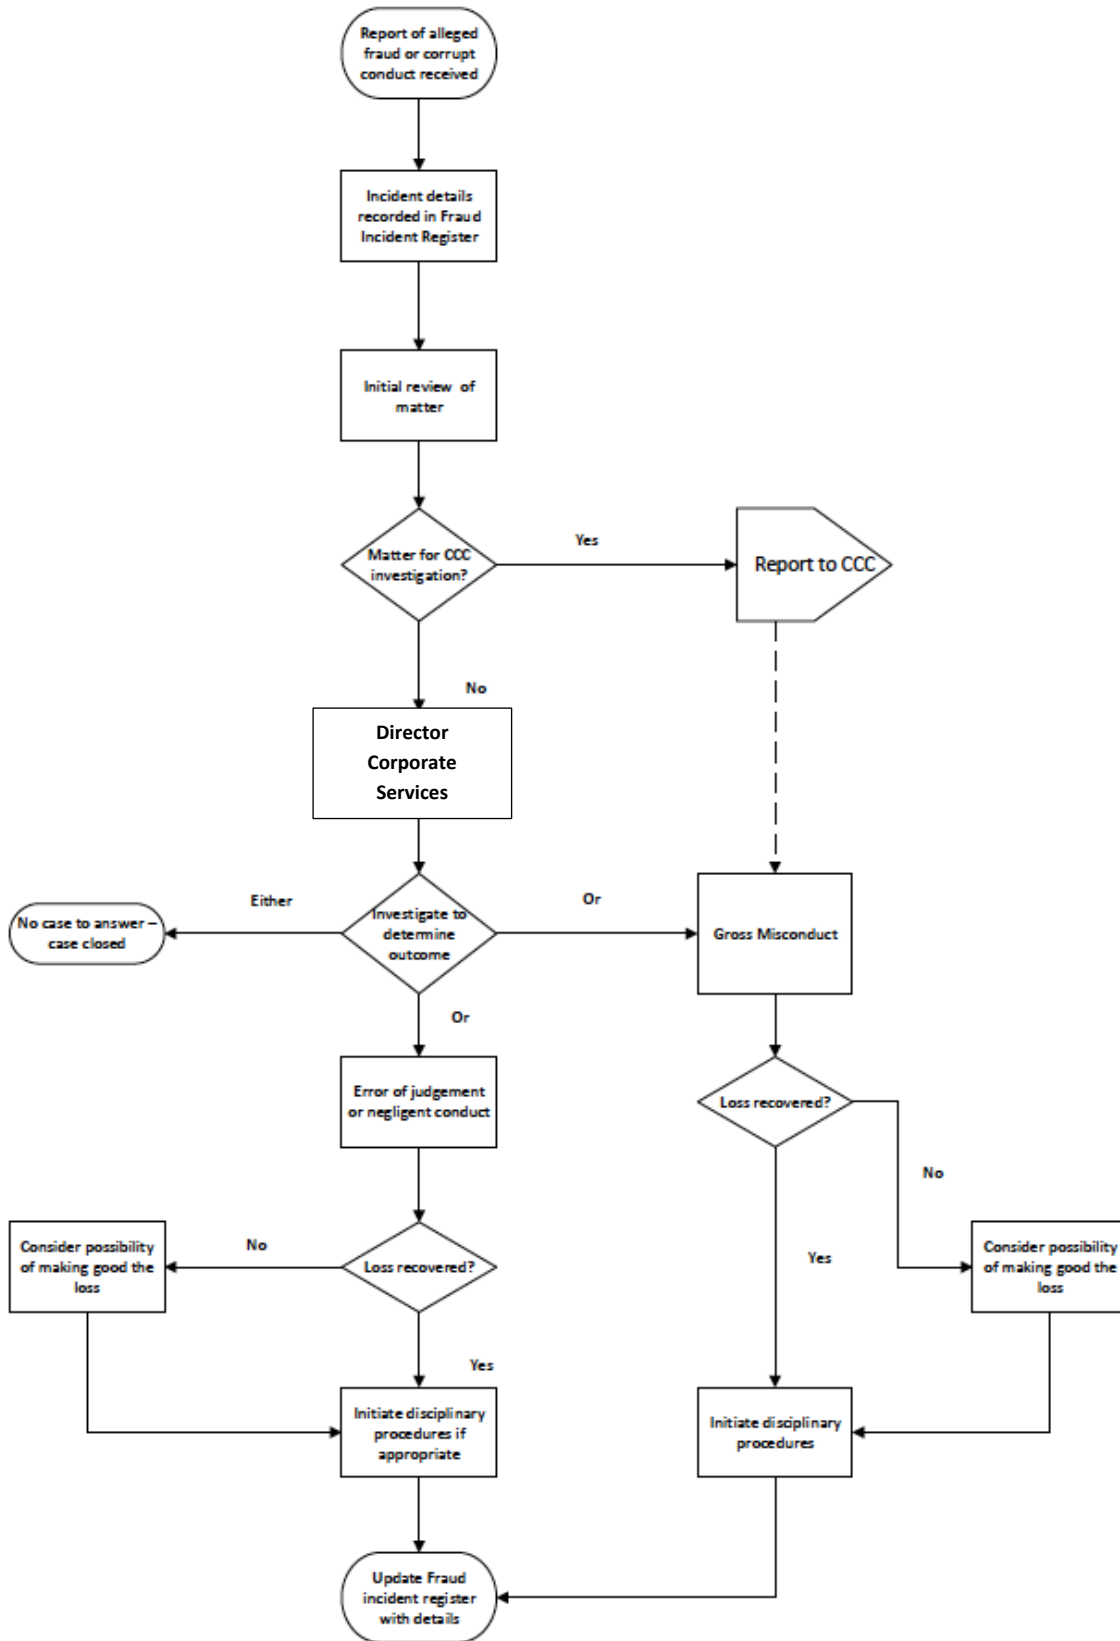 Report of alleged
fraud or corrupt
conduct received
Incident details
recorded in Fraud
Incident Register
Initial review of
matter
Matter for CCC
investigation?
Yes
Report to CCC
No
Director
Corporate
Services
Either
Or
No case to answer –
case closed
Investigate to
determine
outcome
Gross Misconduct
Or
Error of judgement
or negligent conduct
Loss recovered?
No
Consider possibility
of making good the
loss
No
Loss recovered?
Yes
Consider possibility
of making good the
loss
Yes
Initiate disciplinary
procedures if
appropriate
Initiate disciplinary
procedures
Update Fraud
incident register
with details